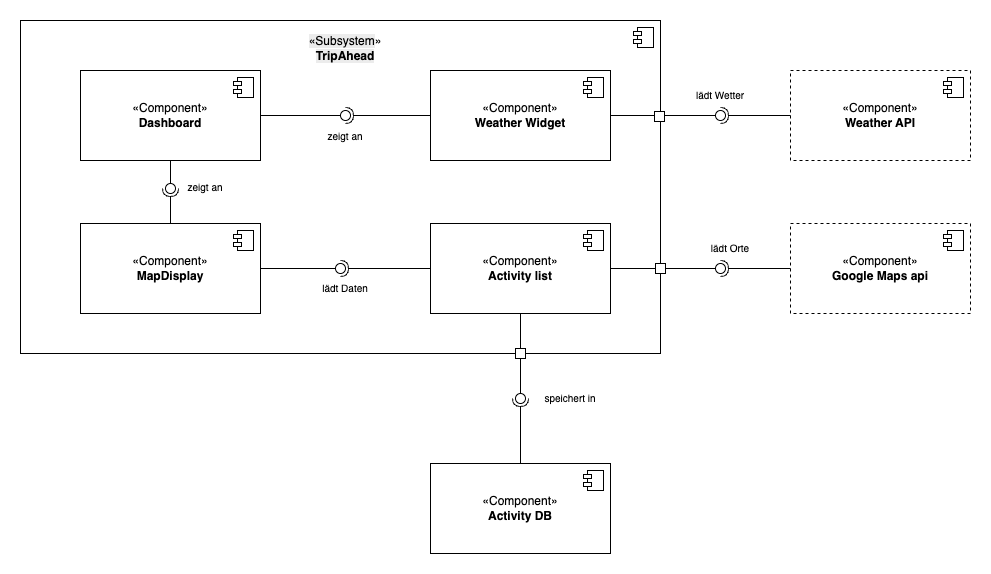 «Subsystem»
TripAhead
«Component»
Dashboard
zeigt an
«Component»
Weather Widget
lädt Wetter
«Component»
Weather API
zeigt an
«Component»
MapDisplay
lädt Daten
«Component»
Activity list
lädt Orte
«Component»
Google Maps api
speichert in
«Component»
Activity DB